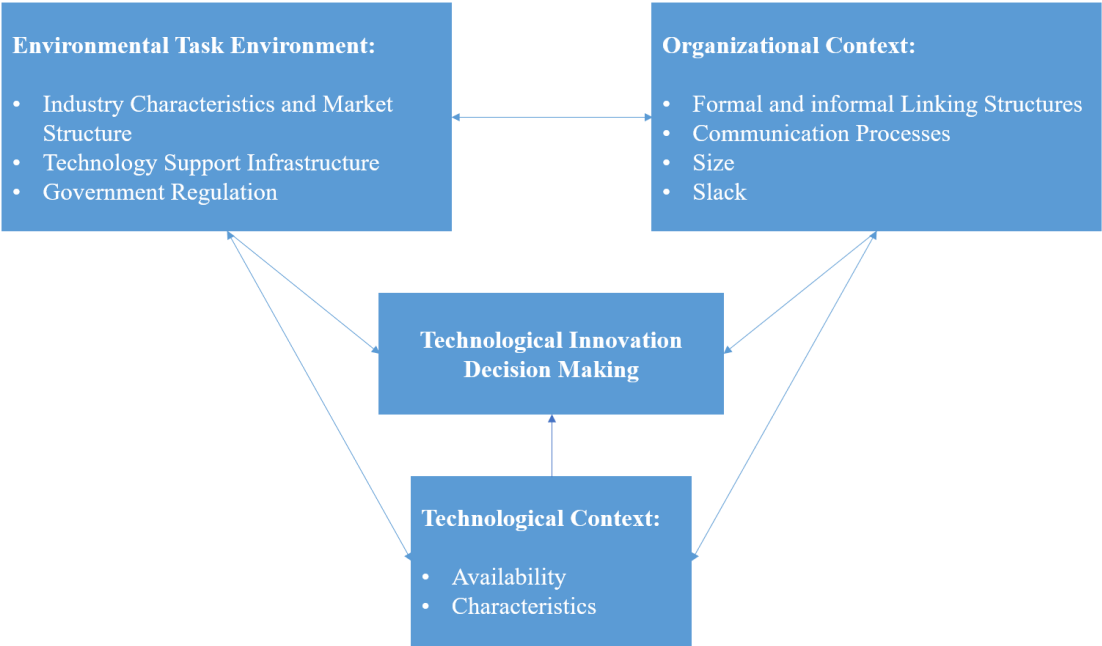 Environmental Task Environment:
• Industry Characteristics and Market
Structure
• Technology Support Infrastructure
• Government Regulation
Organizational Context:
• Formal and informal Linking Structures
• Communication Processes
• Size
• Slack
Technological Innovation
Decision Making
Technological Context:
• Availability
• Characteristics